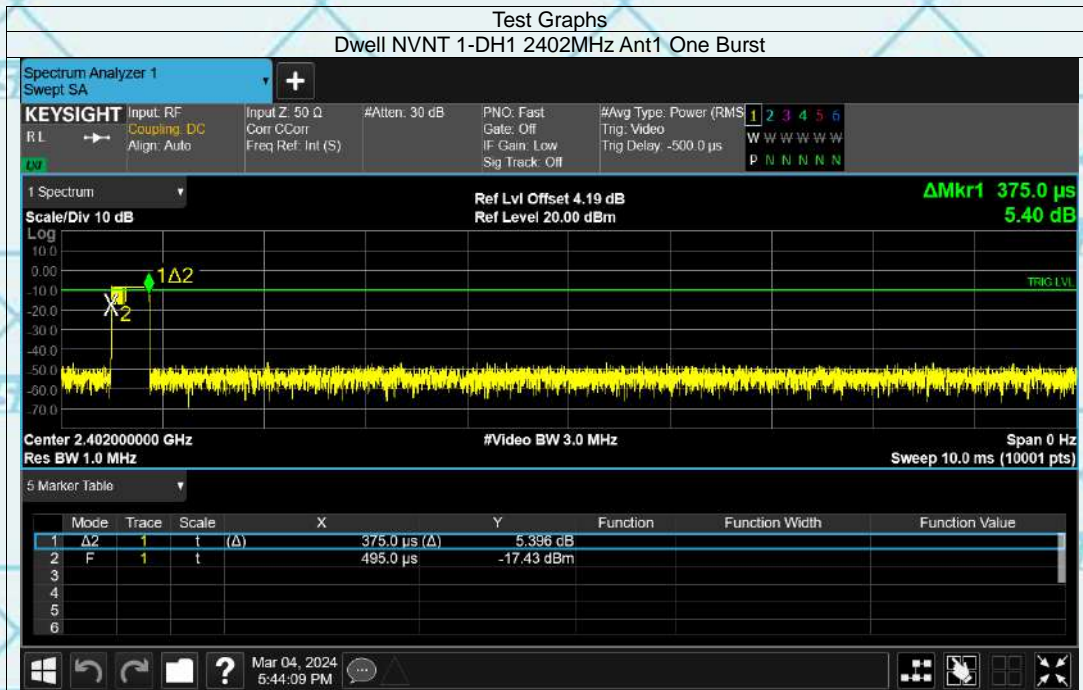 Test Graphs
Dwell NVNT 1-DH1 2402MHz Ant1 One Burst
Spectrum Analyzer 1
Swept SA
+
KEYSIGHT Input: RF Input Z: 50 Ω #Atten: 30 dB PNO: Fast #Avg Type: Power (RMS 1 2 3 4 5 6
RL Coupling: DC Corr CCorr Gate: Off Trig: Video W W W W W W
Align: Auto Freq Ref: Int (S) IF Gain: Low Trig Delay: -500.0 µs
LXI Sig Track: Off P N N N N N
1 Spectrum Ref Lvl Offset 4.19 dB ΔMkr1 375.0 µs
Scale/Div 10 dB Ref Level 20.00 dBm 5.40 dB
Log
10.0
0.00
1Δ2
-10.0 TRIG LVL
X2
-20.0
-30.0
-40.0
-50.0
-60.0
-70.0
Center 2.402000000 GHz #Video BW 3.0 MHz Span 0 Hz
Res BW 1.0 MHz Sweep 10.0 ms (10001 pts)
5 Marker Table
Mode Trace Scale X Y Function Function Width Function Value
1 Δ2 1 t (Δ) 375.0 µs (Δ) 5.396 dB
2 F 1 t 495.0 µs -17.43 dBm
3
4
5
6
? Mar 04, 2024
5:44:09 PM